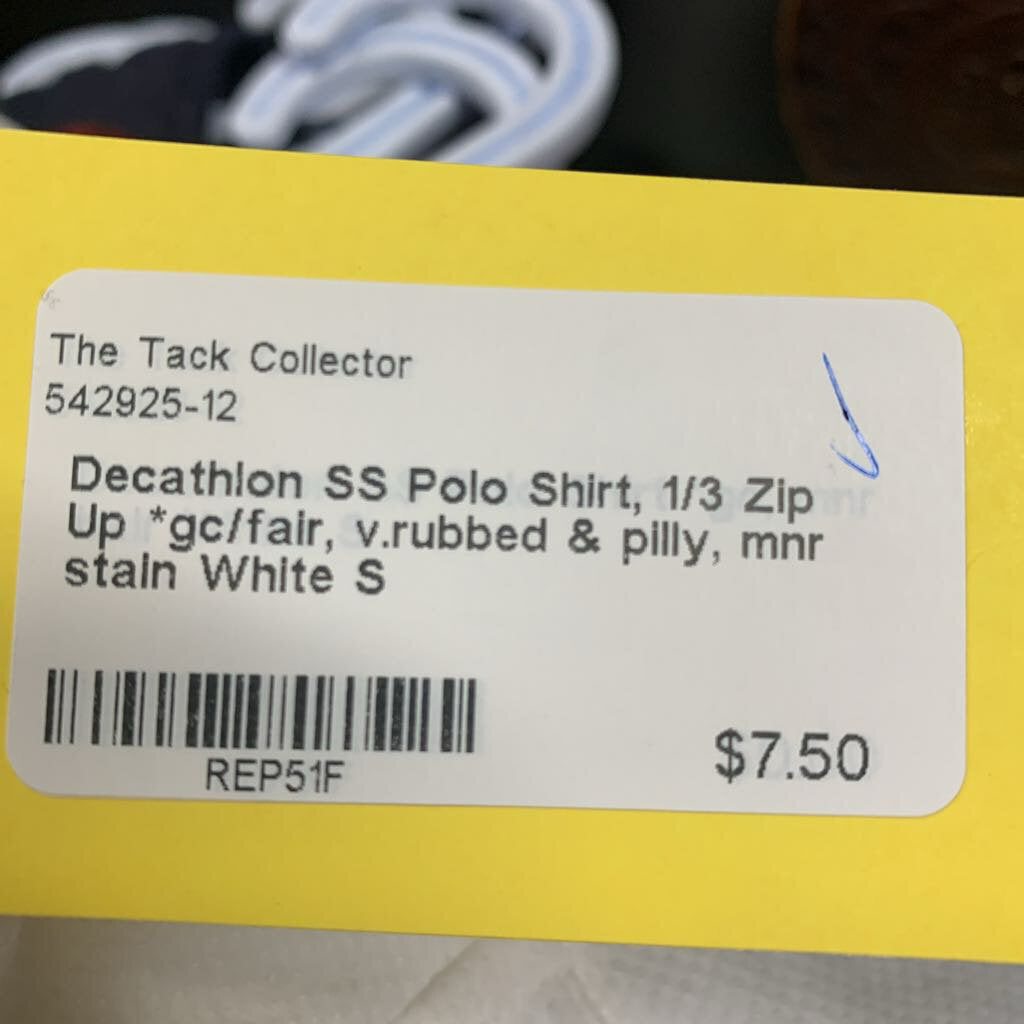 The Tack Collector
542925-12
Decathlon SS Polo Shirt, 1/3 Zip
Up *gc/fair, v.rubbed & pilly, mnr
stain White S
REP51F
$7.50